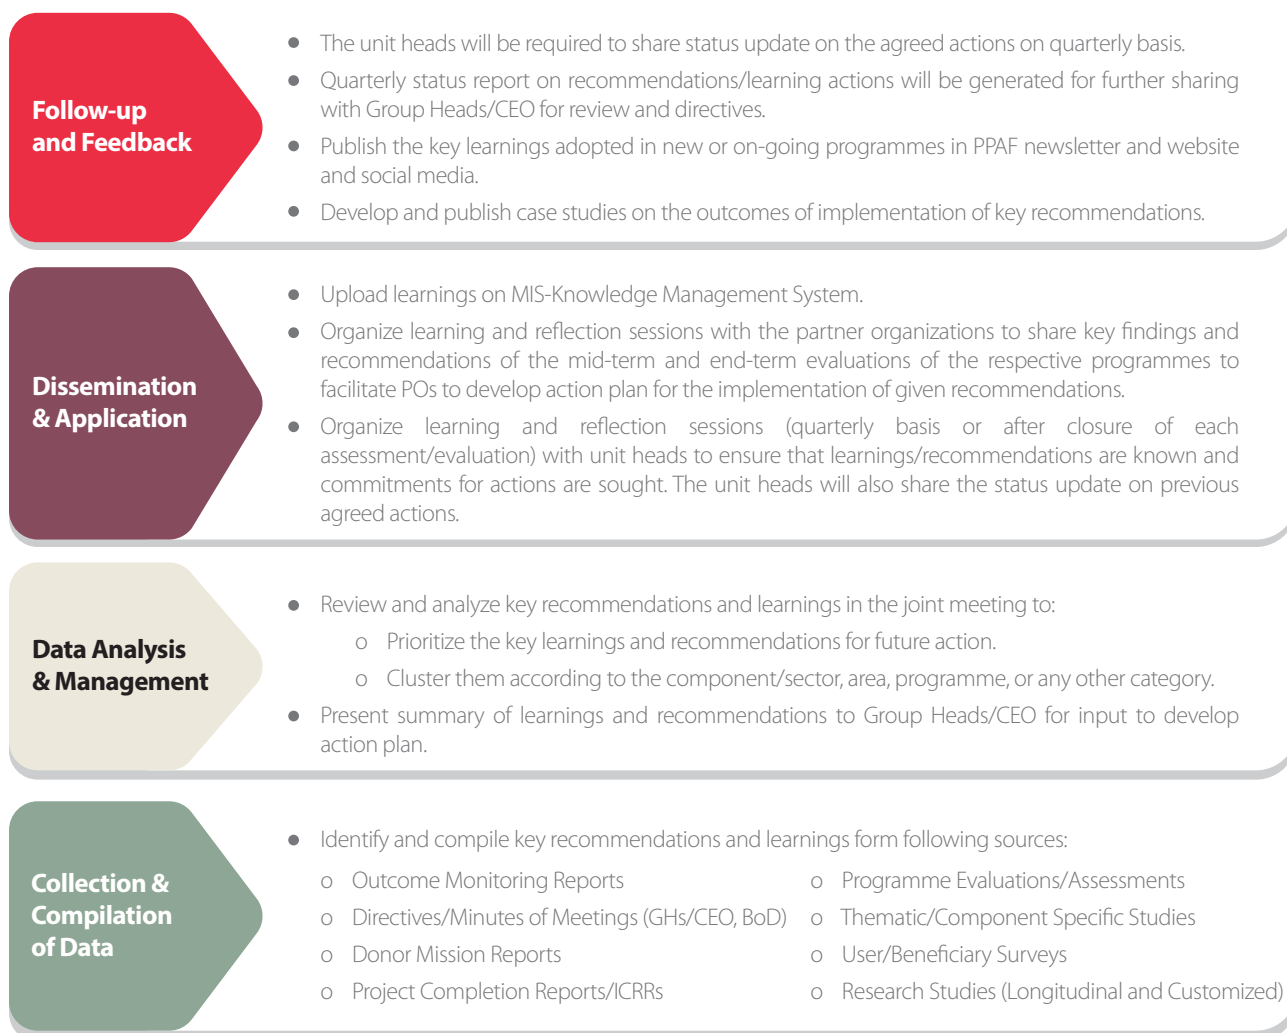 Follow-up
and Feedback
● The unit heads will be required to share status update on the agreed actions on quarterly basis.
● Quarterly status report on recommendations/learning actions will be generated for further sharing
with Group Heads/CEO for review and directives.
● Publish the key learnings adopted in new or on-going programmes in PPAF newsletter and website
and social media.
● Develop and publish case studies on the outcomes of implementation of key recommendations.
Dissemination
& Application
● Upload learnings on MIS-Knowledge Management System.
● Organize learning and reflection sessions with the partner organizations to share key findings and
recommendations of the mid-term and end-term evaluations of the respective programmes to
facilitate POs to develop action plan for the implementation of given recommendations.
● Organize learning and reflection sessions (quarterly basis or after closure of each
assessment/evaluation) with unit heads to ensure that learnings/recommendations are known and
commitments for actions are sought. The unit heads will also share the status update on previous
agreed actions.
Data Analysis
& Management
● Review and analyze key recommendations and learnings in the joint meeting to:
o Prioritize the key learnings and recommendations for future action.
o Cluster them according to the component/sector, area, programme, or any other category.
● Present summary of learnings and recommendations to Group Heads/CEO for input to develop
action plan.
Collection &
Compilation
of Data
● Identify and compile key recommendations and learnings form following sources:
o Outcome Monitoring Reports
o Directives/Minutes of Meetings (GHs/CEO, BoD)
o Donor Mission Reports
o Project Completion Reports/ICRRs
o Programme Evaluations/Assessments
o Thematic/Component Specific Studies
o User/Beneficiary Surveys
o Research Studies (Longitudinal and Customized)